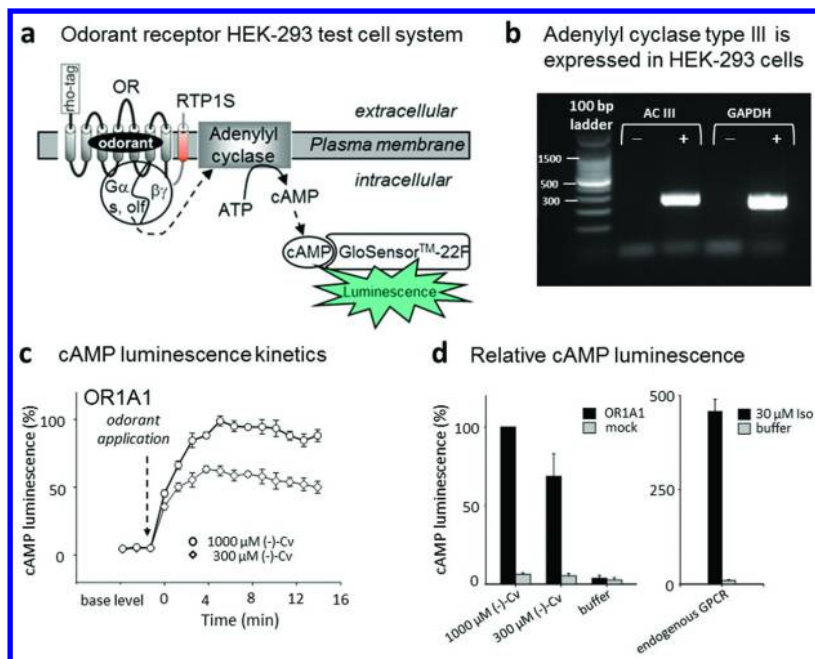 a Odorant receptor HEK-293 test cell system
rho-tag
OR
RTP1S
odorant
Adenylyl
cyclase
extracellular
Plasma membrane
intracellular
Gα
βγ
s, olf
ATP
cAMP
cAMP
GloSensor™-22F
Luminescence
b Adenylyl cyclase type III is
expressed in HEK-293 cells
100 bp
ladder
AC III
GAPDH
– + – +
1500
500
300
c cAMP luminescence kinetics
OR1A1
odorant
application
cAMP luminescence (%)
100
50
0
1000 µM (-)-Cv
300 µM (-)-Cv
base level 0 4 8 12 16
Time (min)
d Relative cAMP luminescence
cAMP luminescence (%)
100
50
0
OR1A1
mock
1000 µM (-)-Cv
300 µM (-)-Cv
buffer
500
250
0
30 µM Iso
buffer
endogenous GPCR